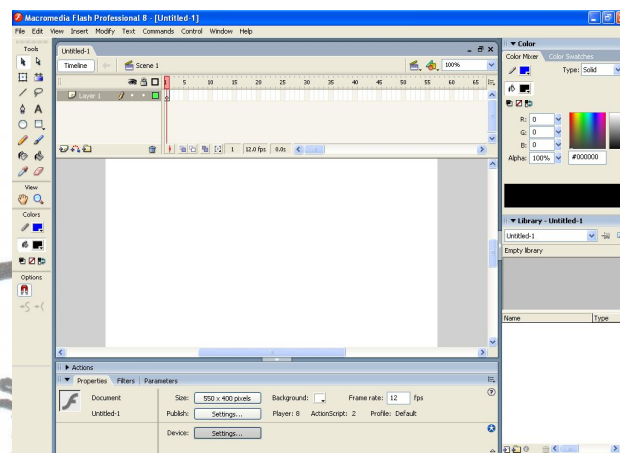 Macromedia Flash Professional 8 - [Untitled-1]
File Edit View Insert Modify Text Commands Control Window Help
Tools
View
Colors
Options
Untitled-1
Timeline
Scene 1
100%
5 10 15 20 25 30 35 40 45 50 55 60 65
Layer 1
1 12.0 fps 0.0s
Actions
Properties Filters Parameters
Document
Size: 550 x 400 pixels
Background:
Frame rate: 12 fps
Untitled-1
Publish: Settings...
Player: 8 ActionScript: 2 Profile: Default
Device: Settings...
Color
Color Mixer Color Swatches
Type: Solid
R: 0
G: 0
B: 0
Alpha: 100% #000000
Library - Untitled-1
Untitled-1
Empty library
Name Type